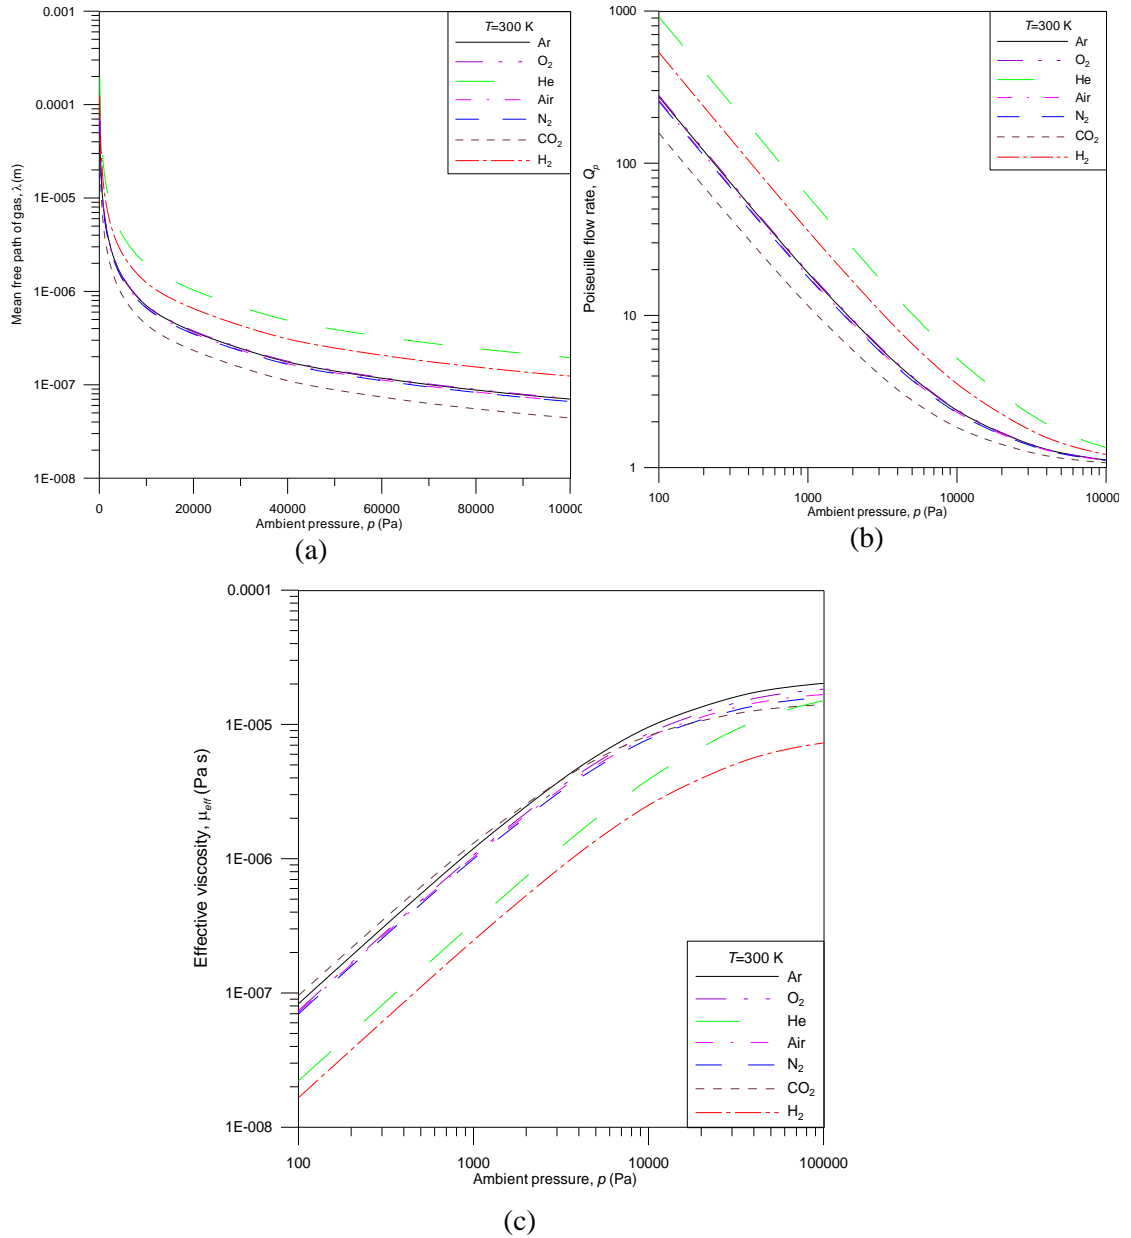 0.001
0.0001
1E-005
1E-006
1E-007
1E-008
Mean free path of gas, λ(m)
0
20000
40000
60000
80000
10000
Ambient pressure, p (Pa)
T=300 K
Ar
O2
He
Air
N2
CO2
H2
(a)
1000
100
10
1
Poiseuille flow rate, Qp
100
1000
10000
10000
Ambient pressure, p (Pa)
T=300 K
Ar
O2
He
Air
N2
CO2
H2
(b)
0.0001
1E-005
1E-006
1E-007
1E-008
Effective viscosity, μeff (Pa s)
100
1000
10000
100000
Ambient pressure, p (Pa)
T=300 K
Ar
O2
He
Air
N2
CO2
H2
(c)